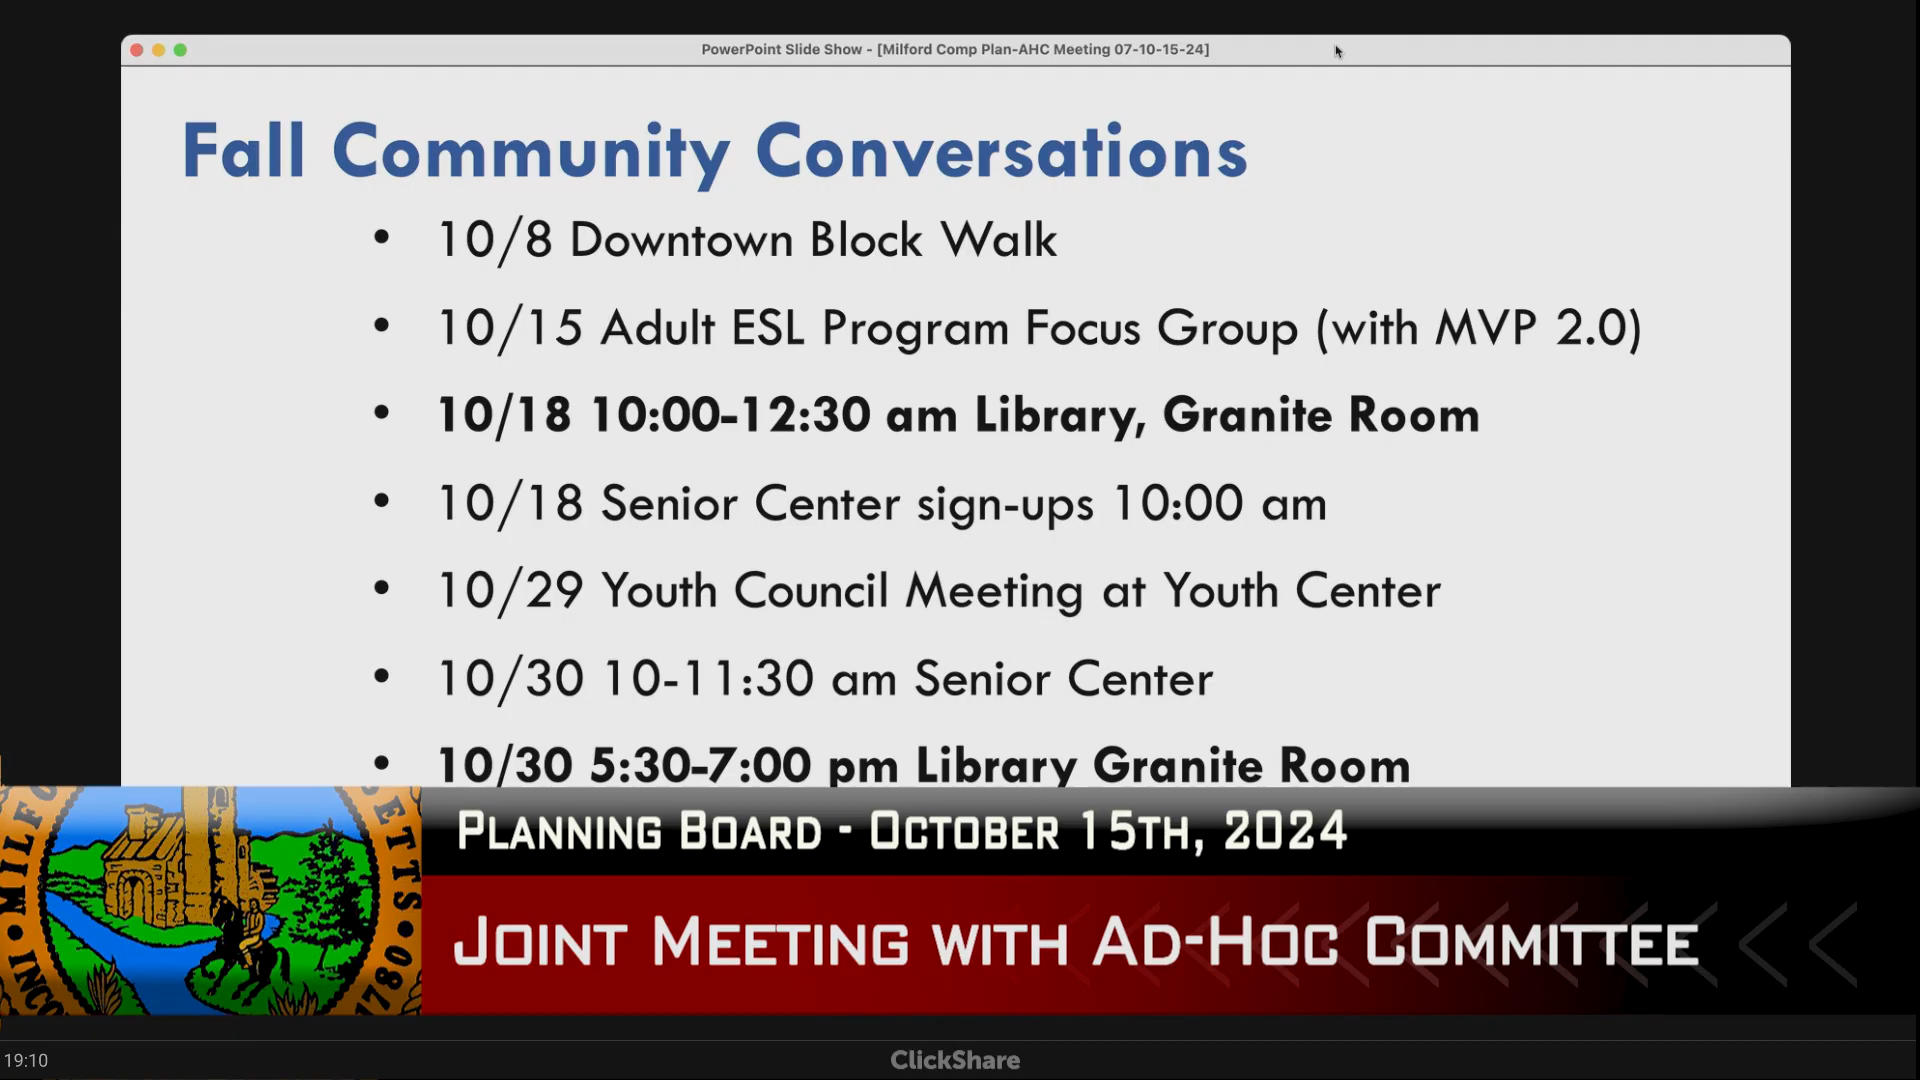 PowerPoint Slide Show - [Milford Comp Plan-AHC Meeting 07-10-15-24]
Fall Community Conversations
• 10/8 Downtown Block Walk
• 10/15 Adult ESL Program Focus Group (with MVP 2.0)
• 10/18 10:00-12:30 am Library, Granite Room
• 10/18 Senior Center sign-ups 10:00 am
• 10/29 Youth Council Meeting at Youth Center
• 10/30 10-11:30 am Senior Center
• 10/30 5:30-7:00 pm Library Granite Room
Planning Board - October 15th, 2024
Joint Meeting with Ad-Hoc Committee
1780
19:10
ClickShare